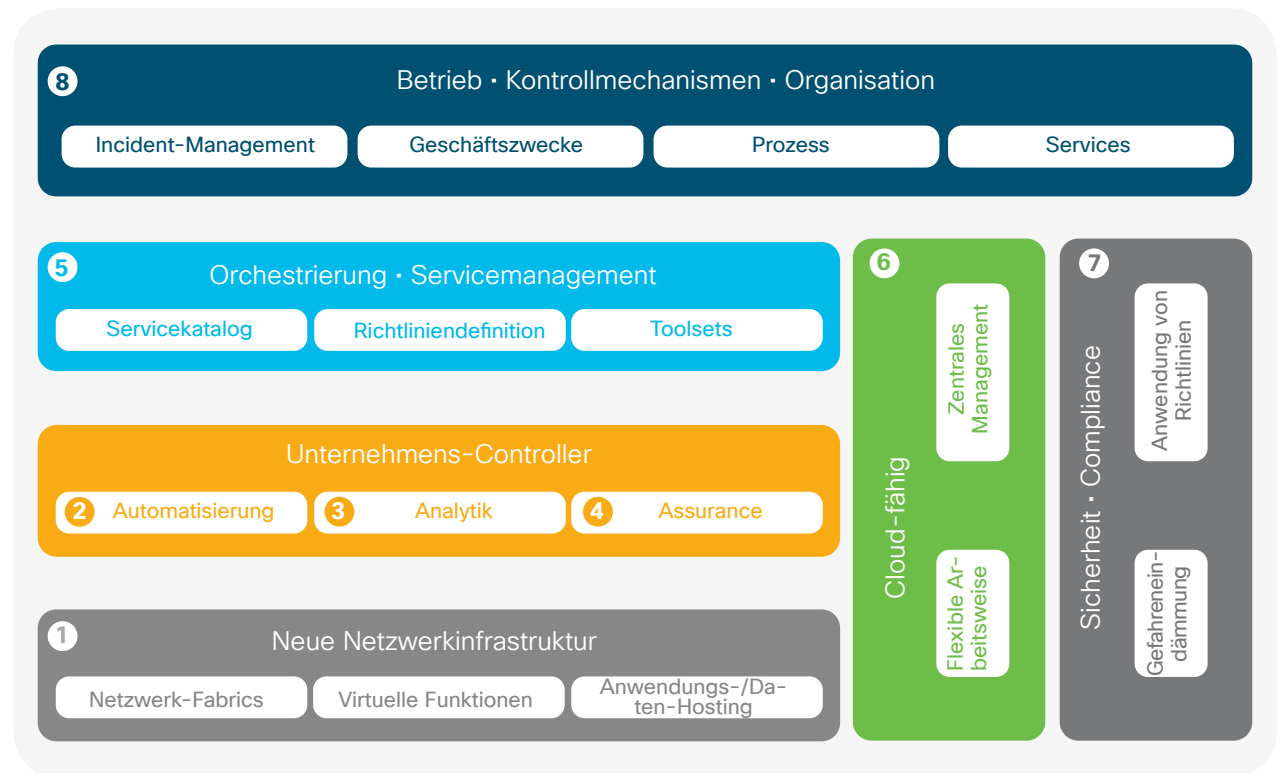 8
Betrieb · Kontrollmechanismen · Organisation
Incident-Management
Geschäftszwecke
Prozess
Services
5
Orchestrierung · Servicemanagement
Servicekatalog
Richtliniendefinition
Toolsets
Unternehmens-Controller
2 Automatisierung
3 Analytik
4 Assurance
1
Neue Netzwerkinfrastruktur
Netzwerk-Fabrics
Virtuelle Funktionen
Anwendungs-/Da-
ten-Hosting
6
Cloud-fähig
Zentrales
Management
Flexible Ar-
beitsweise
7
Sicherheit · Compliance
Anwendung von
Richtlinien
Gefahrenein-
dämmung